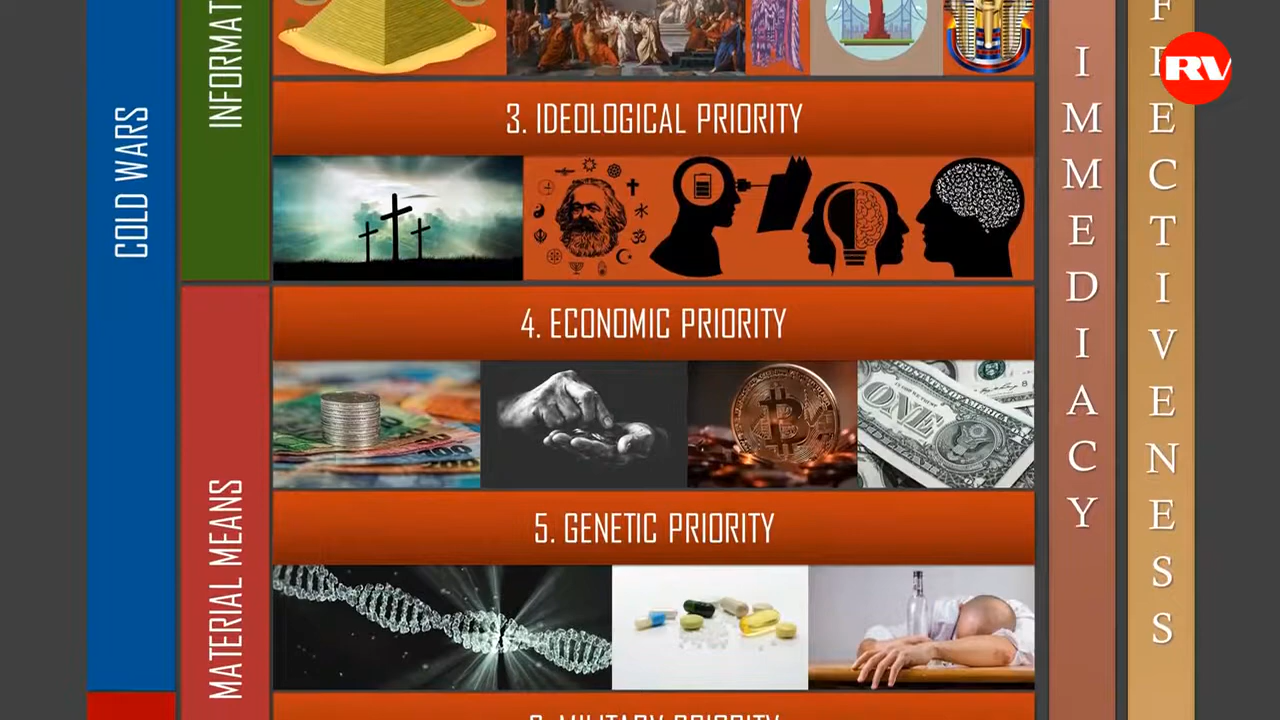 COLD WARS
INFORMAT
3. IDEOLOGICAL PRIORITY
4. ECONOMIC PRIORITY
MATERIAL MEANS
5. GENETIC PRIORITY
IMMEDIACY
FECTIVENESS
RV
ONE